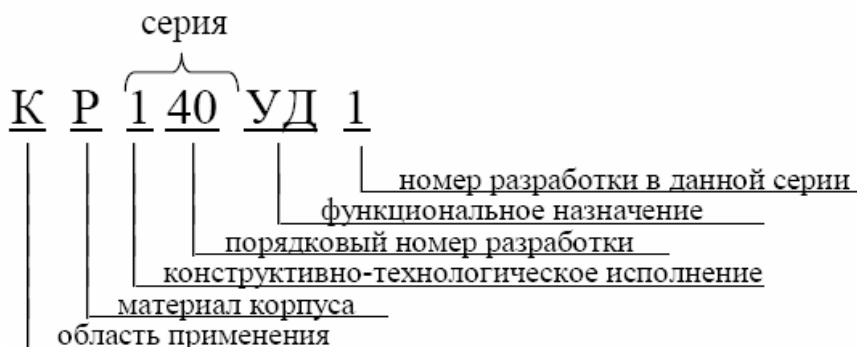 серия
К Р 1 40 УД 1
номер разработки в данной серии
функциональное назначение
порядковый номер разработки
конструктивно-технологическое исполнение
материал корпуса
область применения